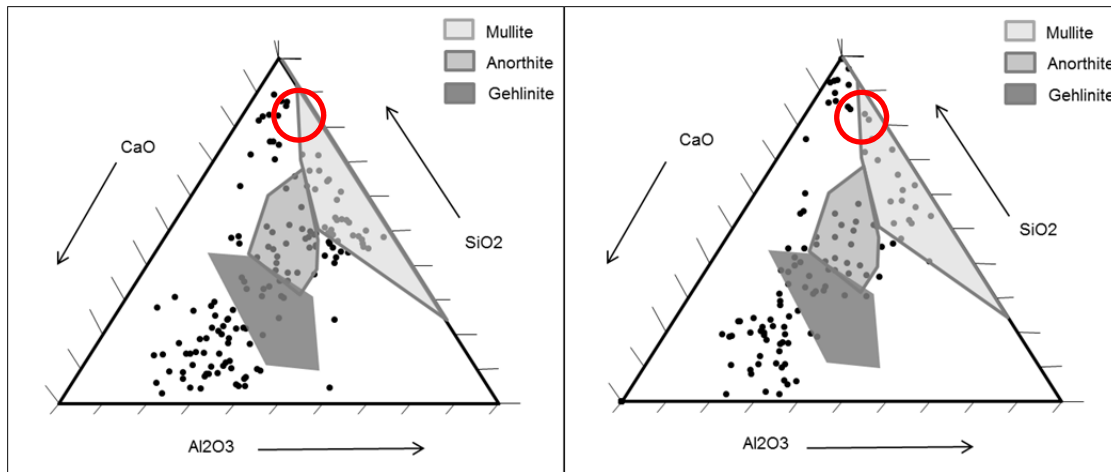 Mullite
Anorthite
Gehlinite
CaO
SiO2
Al2O3
Mullite
Anorthite
Gehlinite
CaO
SiO2
Al2O3